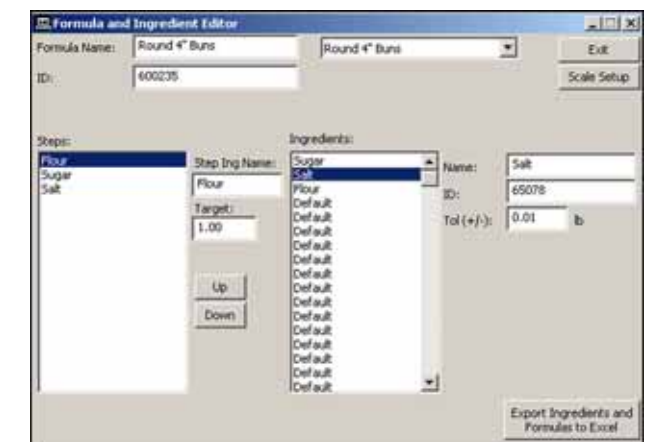 Formula and Ingredient Editor
Formula Name: Round 4" Buns Round 4" Buns Exit
ID: 600235 Scale Setup
Steps: Ingredients:
Flour
Sugar
Salt
Step Ing Name:
Flour
Target:
1.00
Up
Down
Sugar
Salt
Flour
Default
Default
Default
Default
Default
Default
Default
Default
Default
Default
Default
Default
Default
Default
Name: Salt
ID: 65078
Tol (+/-): 0.01 lb
Export Ingredients and
Formulas to Excel